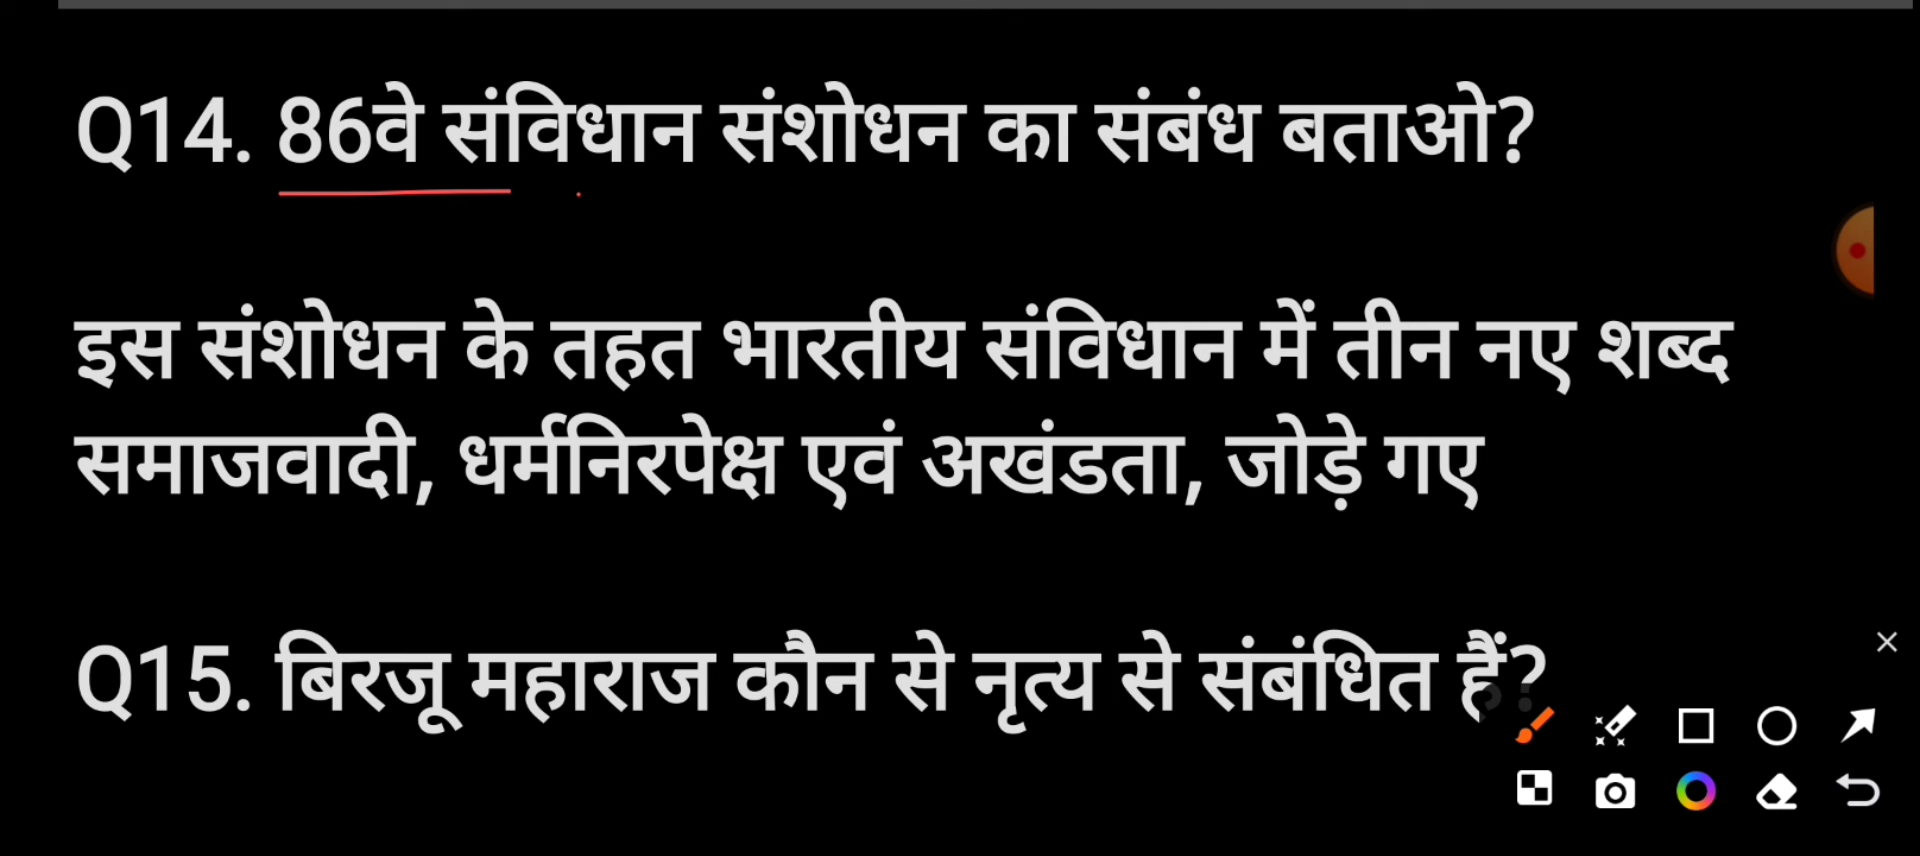 Q14. 86वे संविधान संशोधन का संबंध बताओ?
इस संशोधन के तहत भारतीय संविधान में तीन नए शब्द
समाजवादी, धर्मनिरपेक्ष एवं अखंडता, जोड़े गए
Q15. बिरजू महाराज कौन से नृत्य से संबंधित हैं?